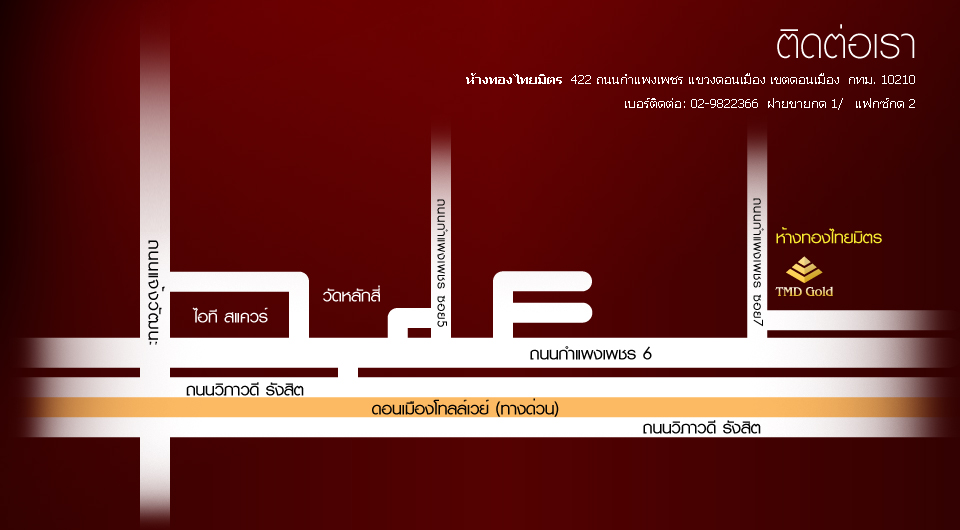 ติดต่อเรา
ห้างทองไทยมิตร 422 ถนนกำแพงเพชร แขวงดอนเมือง เขตดอนเมือง กทม. 10210
เบอร์ติดต่อ: 02-9822366 ฝ่ายขายกด 1/ แฟกซ์กด 2
ถนนแจ้งวัฒนะ
ถนนกำแพงเพชร ซอย5
ถนนกำแพงเพชร ซอย7
ห้างทองไทยมิตร
TMD Gold
วัดหลักสี่
ไอที สแควร์
ถนนกำแพงเพชร 6
ถนนวิภาวดี รังสิต
ดอนเมืองโทลล์เวย์ (ทางด่วน)
ถนนวิภาวดี รังสิต